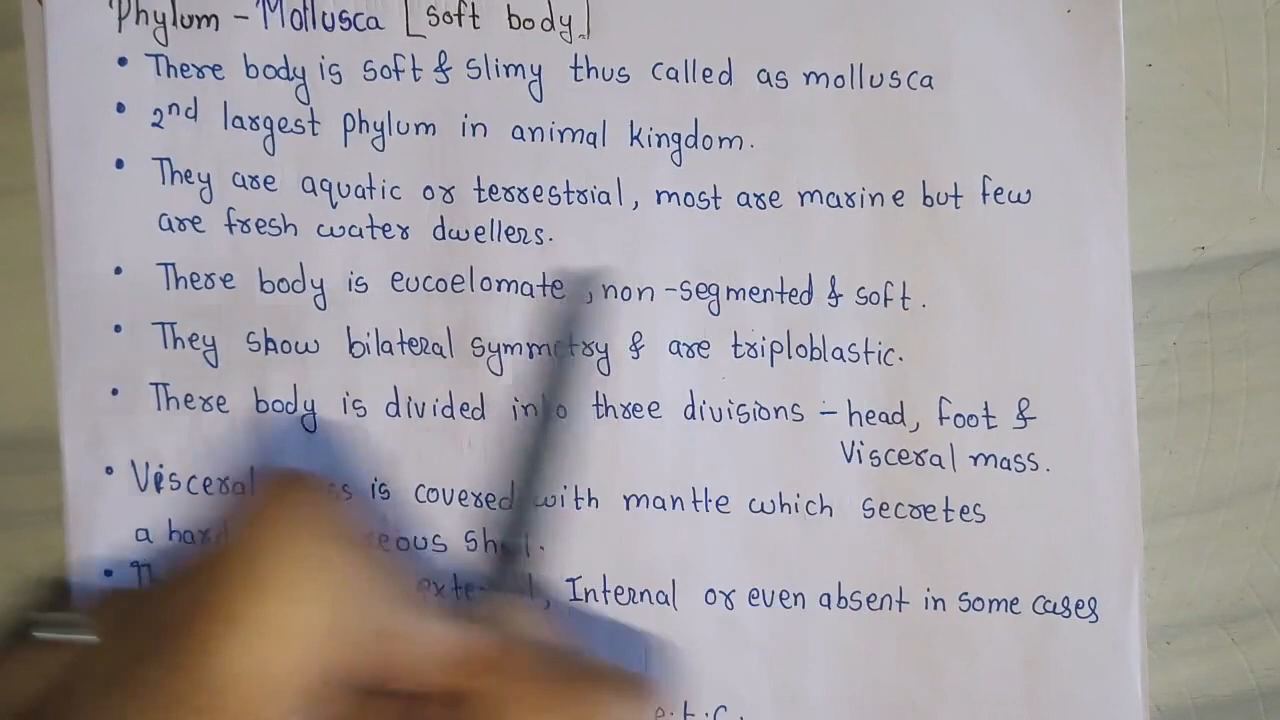 Phylum - Mollusca [soft body]
• There body is soft & slimy thus called as mollusca
• 2nd largest phylum in animal kingdom.
• They are aquatic or terrestrial, most are marine but few
are fresh water dwellers.
• There body is eucoelomate, non-segmented & soft.
• They show bilateral symmetry & are triploblastic.
• There body is divided into three divisions - head, foot &
visceral mass.
• Visceral is covered with mantle which secretes
a
• Internal or even absent in some cases